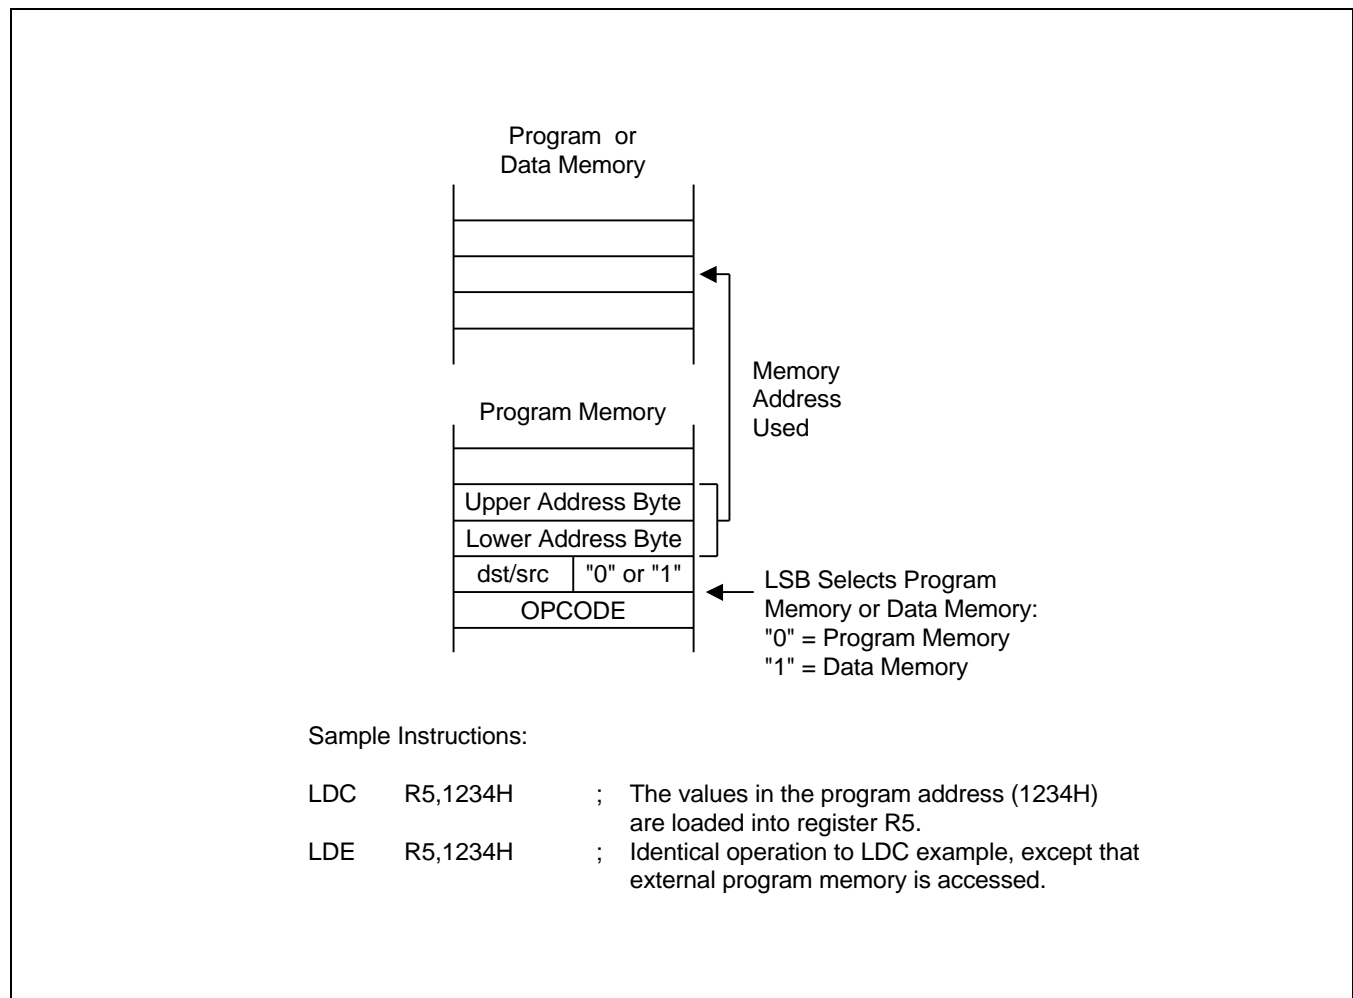 Program or
Data Memory
Memory
Address
Used
Program Memory
Upper Address Byte
Lower Address Byte
dst/src "0" or "1"
OPCODE
LSB Selects Program
Memory or Data Memory:
"0" = Program Memory
"1" = Data Memory
Sample Instructions:
LDC R5,1234H ; The values in the program address (1234H)
are loaded into register R5.
LDE R5,1234H ; Identical operation to LDC example, except that
external program memory is accessed.